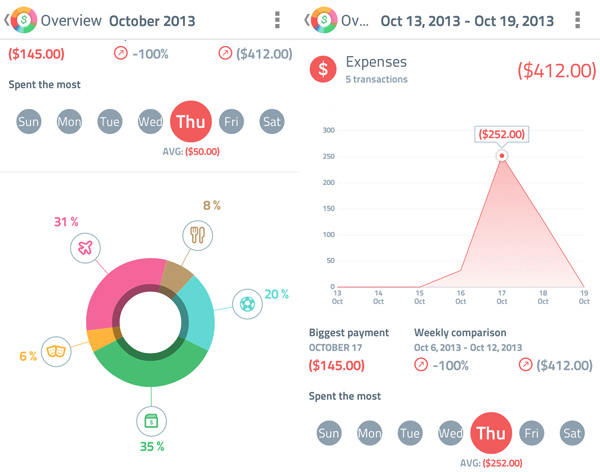 Overview October 2013
($145.00) -100% ($412.00)
Spent the most
Sun Mon Tue Wed Thu Fri Sat
AVG: ($50.00)
8 %
31 %
20 %
6 %
35 %
Ov... Oct 13, 2013 - Oct 19, 2013
Expenses
5 transactions
($412.00)
($252.00)
300
250
200
150
100
50
0
13 14 15 16 17 18 19
Oct Oct Oct Oct Oct Oct Oct
Biggest payment Weekly comparison
OCTOBER 17 Oct 6, 2013 - Oct 12, 2013
($145.00) -100% ($412.00)
Spent the most
Sun Mon Tue Wed Thu Fri Sat
AVG: ($252.00)